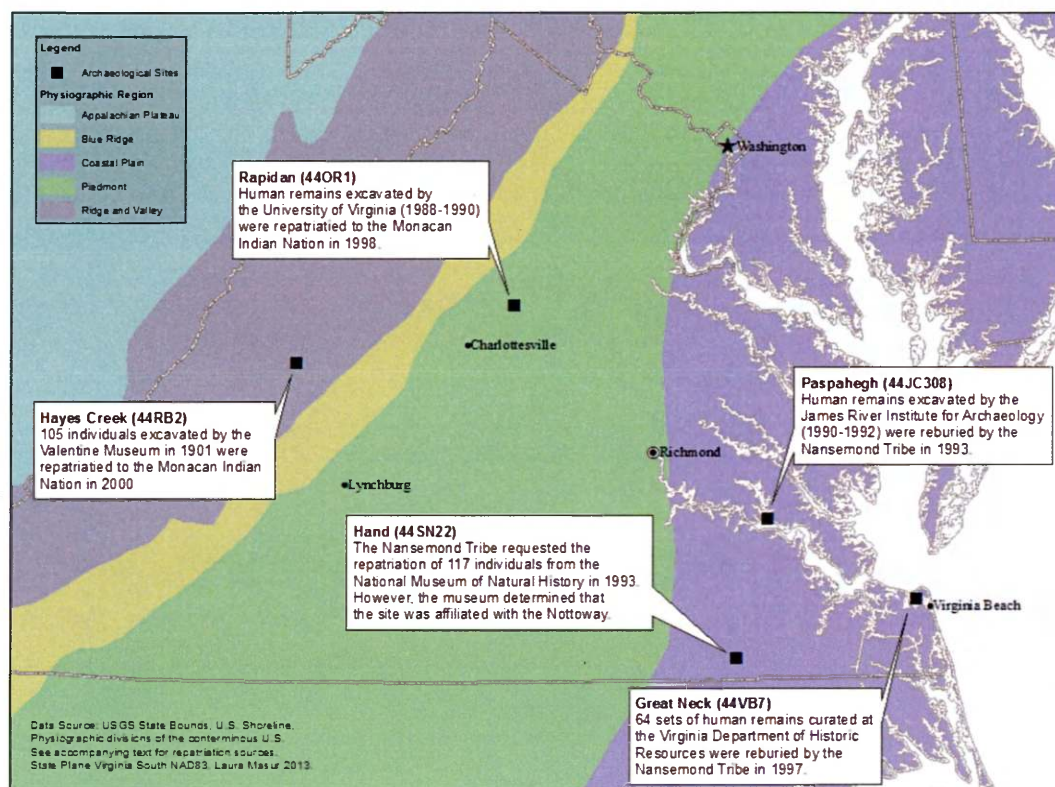 Legend
Archaeological Sites
Physiographic Region
Appalachian Plateau
Blue Ridge
Coastal Plain
Piedmont
Ridge and Valley
Washington
Rapidan (44OR1)
Human remains excavated by
the University of Virginia (1988-1990)
were repatriatied to the Monacan
Indian Nation in 1998.
Charlottesville
Hayes Creek (44RB2)
105 individuals excavated by the
Valentine Museum in 1901 were
repatriated to the Monacan Indian
Nation in 2000
Paspahegh (44JC308)
Human remains excavated by the
James River Institute for Archaeology
(1990-1992) were reburied by the
Nansemond Tribe in 1993.
Richmond
Lynchburg
Hand (44SN22)
The Nansemond Tribe requested the
repatriation of 117 individuals from the
National Museum of Natural History in 1993.
However, the museum determined that
the site was affiliated with the Nottoway.
Virginia Beach
Great Neck (44VB7)
64 sets of human remains curated at
the Virginia Department of Historic
Resources were reburied by the
Nansemond Tribe in 1997.
Data Source: USGS State Bounds, U.S. Shoreline,
Physiographic divisions of the conterminous U.S.
See accompanying text for repatriation sources.
State Plane Virginia South NAD83. Laura Masur 2013.